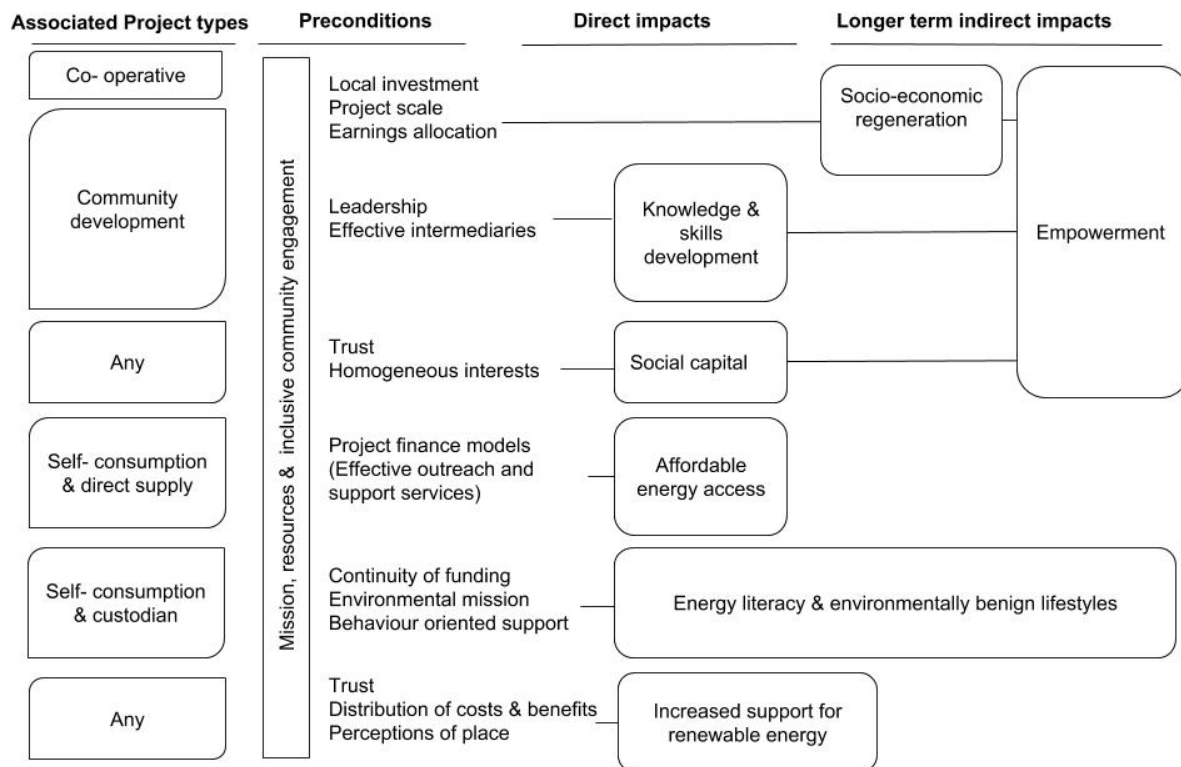 Associated Project types
Preconditions
Direct impacts
Longer term indirect impacts
Co- operative
Community
development
Any
Self- consumption
& direct supply
Self- consumption
& custodian
Any
Mission, resources & inclusive community engagement
Local investment
Project scale
Earnings allocation
Leadership
Effective intermediaries
Trust
Homogeneous interests
Project finance models
(Effective outreach and
support services)
Continuity of funding
Environmental mission
Behaviour oriented support
Trust
Distribution of costs & benefits
Perceptions of place
Knowledge &
skills
development
Social capital
Affordable
energy access
Energy literacy & environmentally benign lifestyles
Increased support for
renewable energy
Socio-economic
regeneration
Empowerment